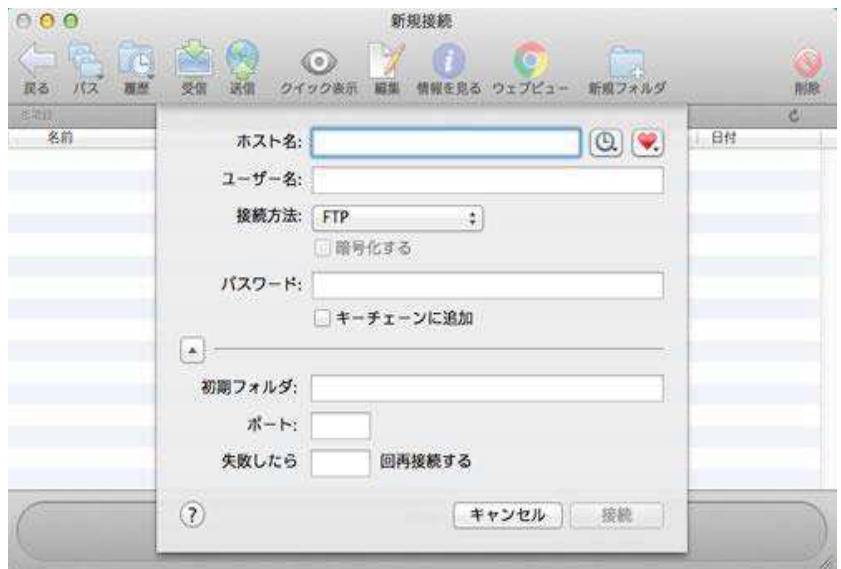 新規接続
戻る パス 履歴 受信 送信 クイック表示 編集 情報を見る ウェブビュー 新規フォルダ 削除
名前 日付
ホスト名:
ユーザー名:
接続方法: FTP
暗号化する
パスワード:
キーチェーンに追加
初期フォルダ:
ポート:
失敗したら 回再接続する
? キャンセル 接続